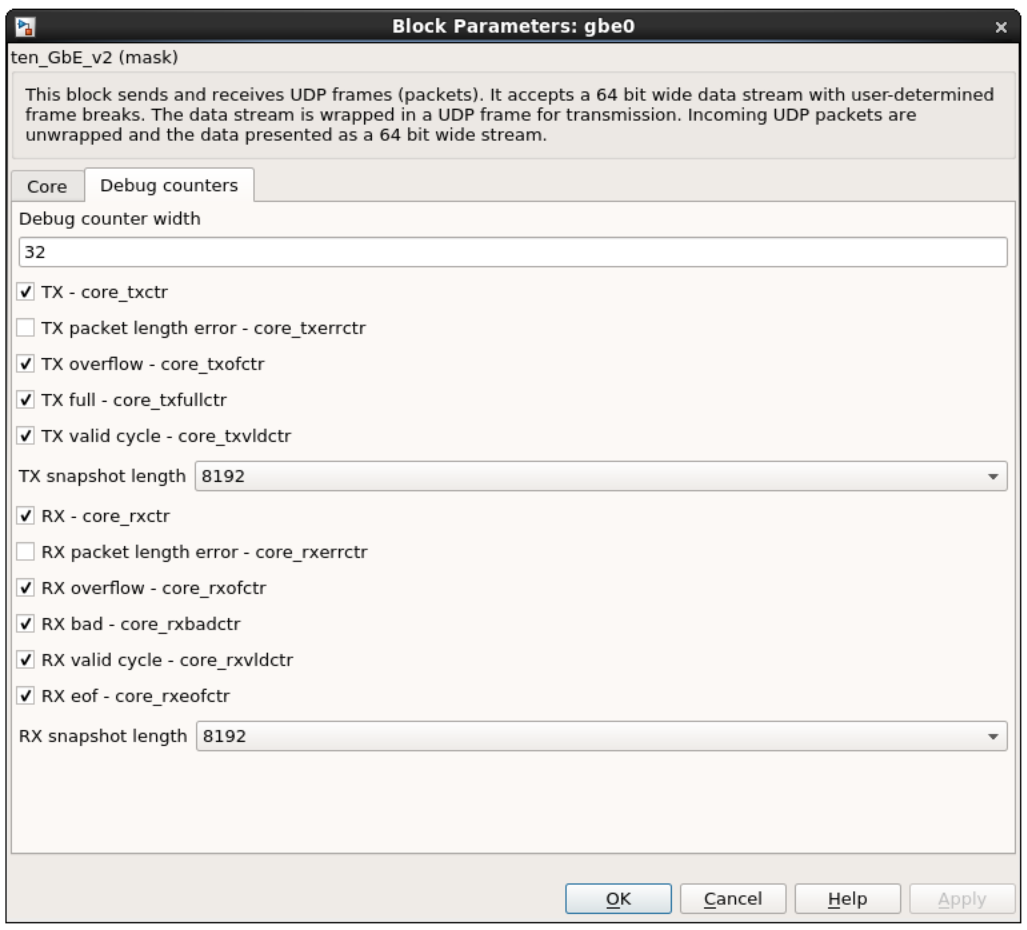 Block Parameters: gbe0
ten_GbE_v2 (mask)
This block sends and receives UDP frames (packets). It accepts a 64 bit wide data stream with user-determined
frame breaks. The data stream is wrapped in a UDP frame for transmission. Incoming UDP packets are
unwrapped and the data presented as a 64 bit wide stream.
Core Debug counters
Debug counter width
32
TX - core_txctr
TX packet length error - core_txerrctr
TX overflow - core_txofctr
TX full - core_txfullctr
TX valid cycle - core_txvldctr
TX snapshot length 8192
RX - core_rxctr
RX packet length error - core_rxerrctr
RX overflow - core_rxofctr
RX bad - core_rxbadctr
RX valid cycle - core_rxvldctr
RX eof - core_rxeofctr
RX snapshot length 8192
OK Cancel Help Apply